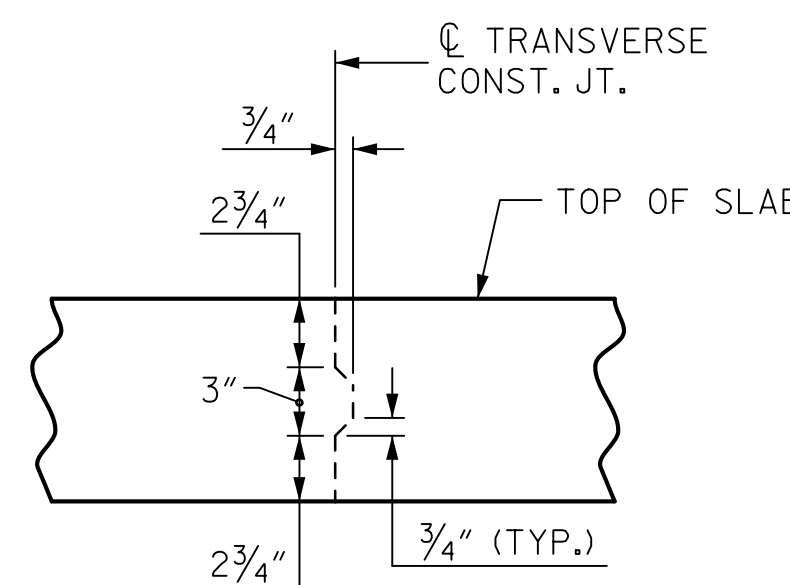 ℄ TRANSVERSE
CONST. JT.
3/4"
2 3/4"
TOP OF SLAB
3"
3/4" (TYP.)
2 3/4"